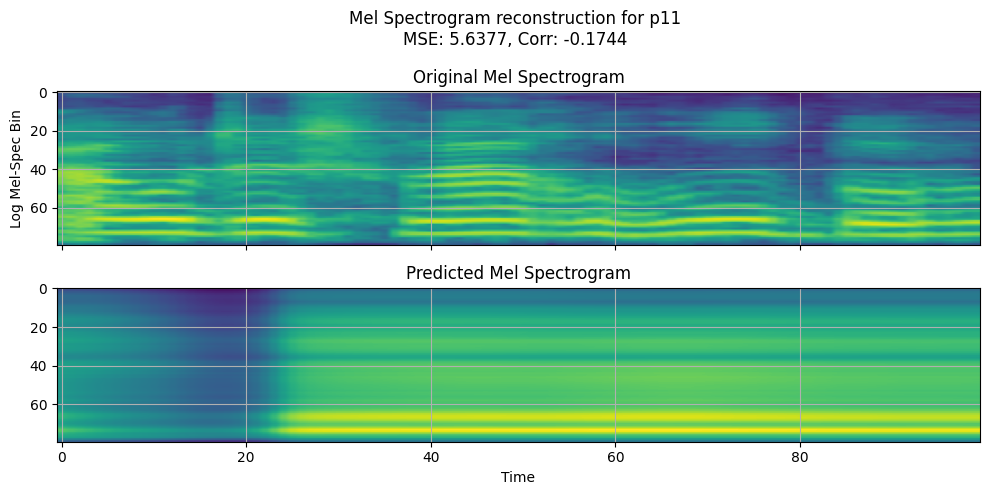 Mel Spectrogram reconstruction for p11
MSE: 5.6377, Corr: -0.1744
Original Mel Spectrogram
Log Mel-Spec Bin
0
20
40
60
Predicted Mel Spectrogram
0
20
40
60
0 20 40 60 80
Time